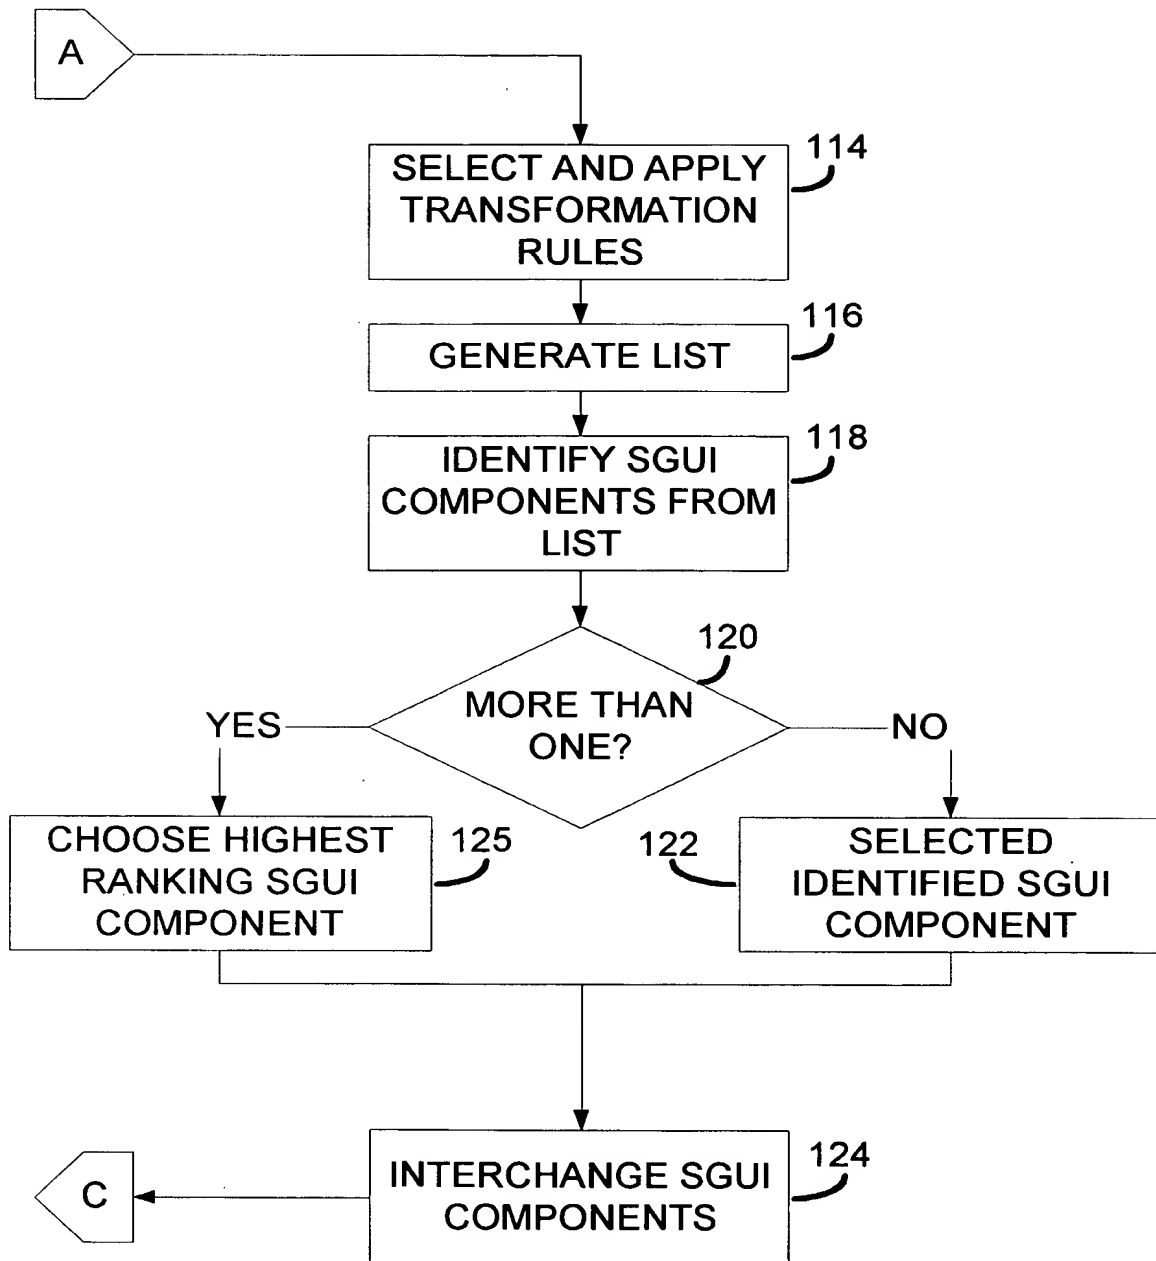 A
SELECT AND APPLY
TRANSFORMATION
RULES
114
GENERATE LIST
116
IDENTIFY SGUI
COMPONENTS FROM
LIST
118
MORE THAN
ONE?
120
YES
NO
CHOOSE HIGHEST
RANKING SGUI
COMPONENT
125
122
SELECTED
IDENTIFIED SGUI
COMPONENT
INTERCHANGE SGUI
COMPONENTS
124
C